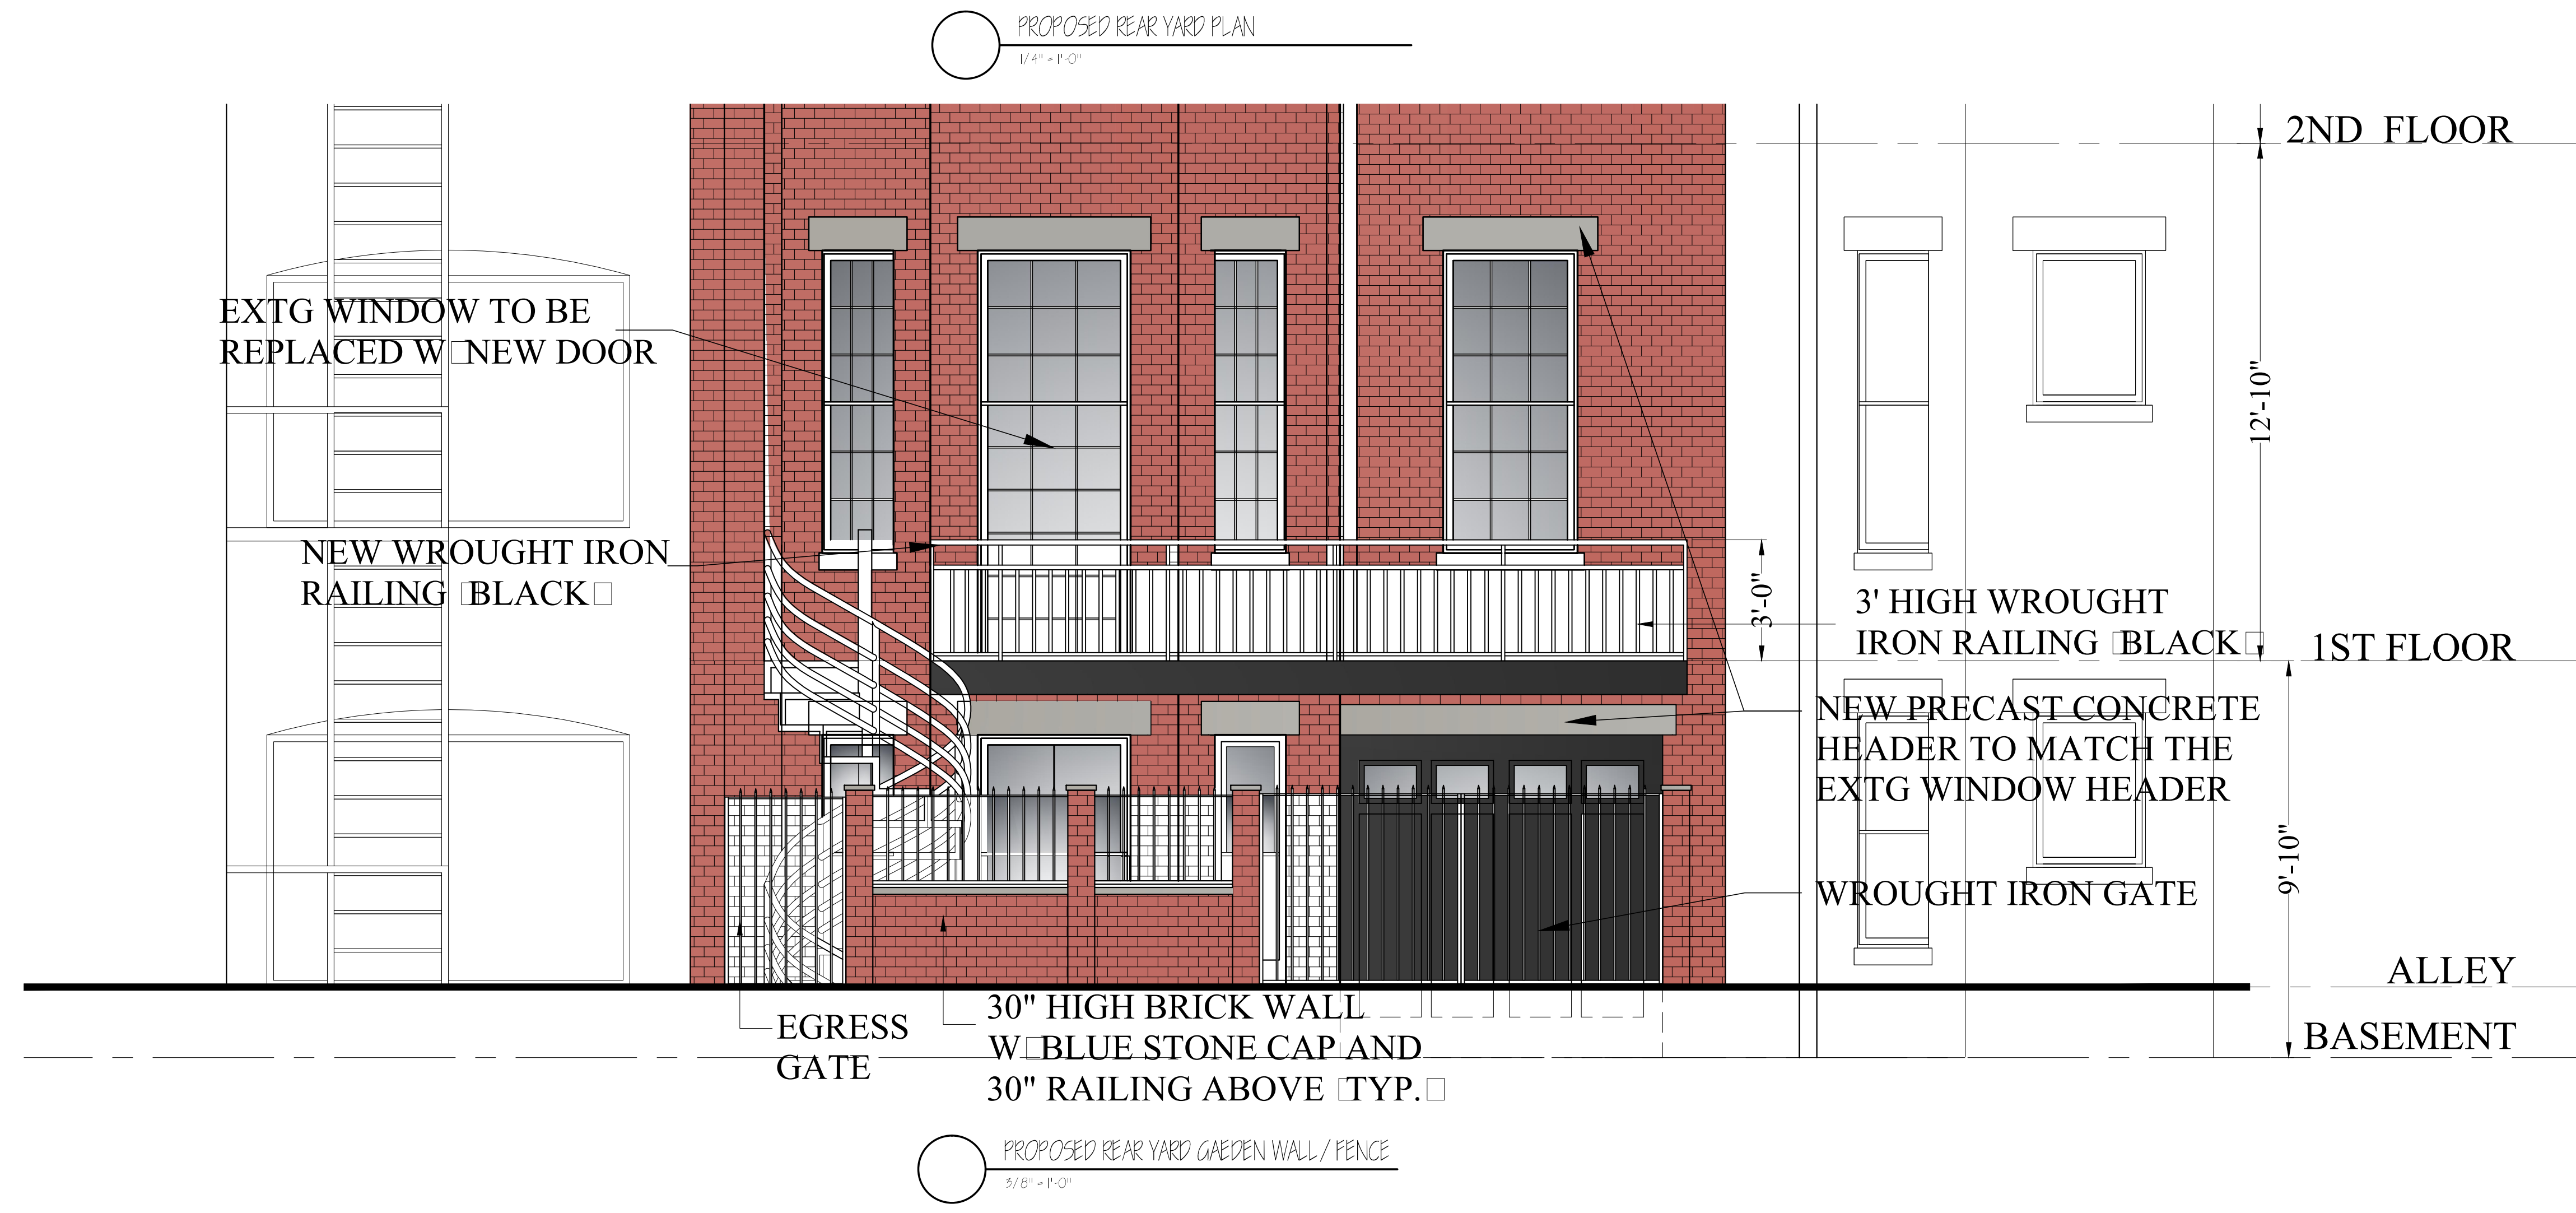 PROPOSED REAR YARD PLAN
1/4" = 1'-0"
2ND FLOOR
EXTG WINDOW TO BE
REPLACED W□NEW DOOR
12'-10"
NEW WROUGHT IRON
RAILING □BLACK□
3'-0"
3' HIGH WROUGHT
IRON RAILING □BLACK□
1ST FLOOR
NEW PRECAST CONCRETE
HEADER TO MATCH THE
EXTG WINDOW HEADER
9'-10"
WROUGHT IRON GATE
ALLEY
EGRESS
GATE
30" HIGH BRICK WALL
W□BLUE STONE CAP AND
30" RAILING ABOVE □TYP.□
BASEMENT
PROPOSED REAR YARD GAEDEN WALL / FENCE
3/8" = 1'-0"